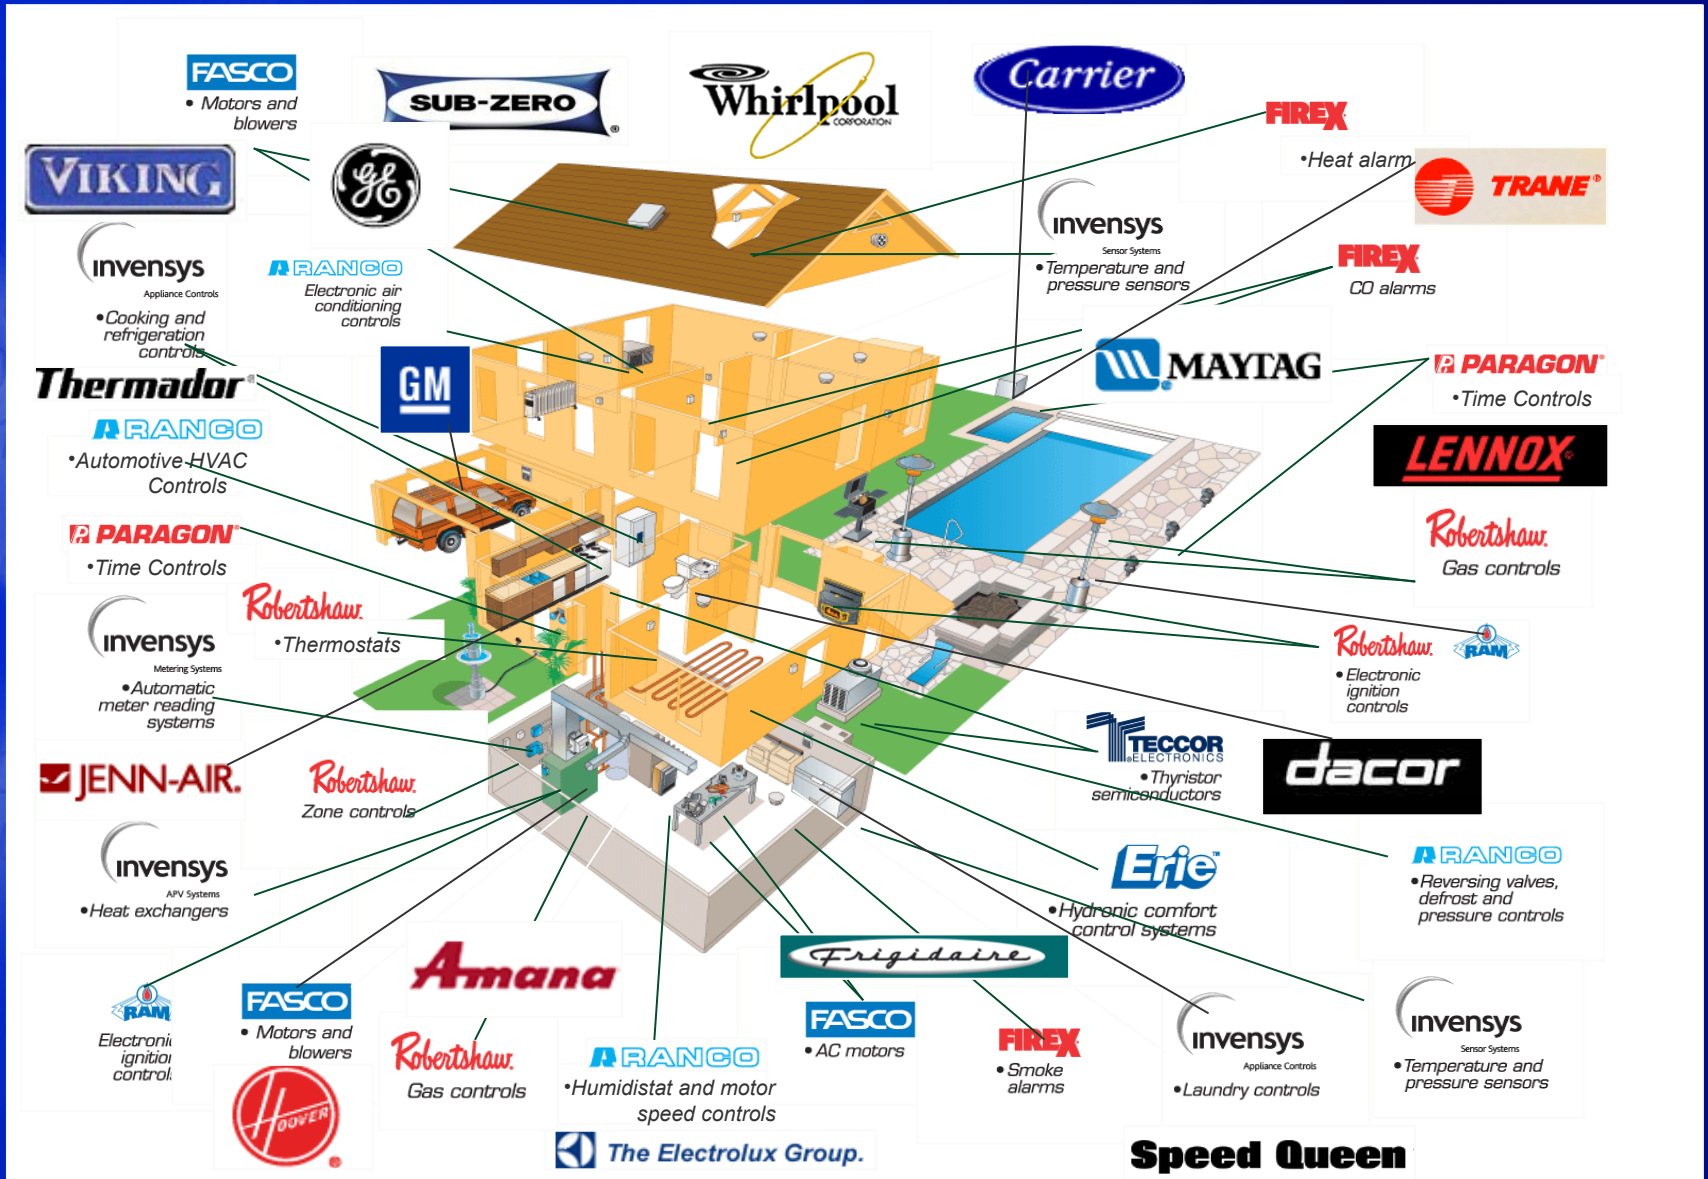 FASCO
• Motors and
blowers
SUB-ZERO®
Whirlpool
CORPORATION
Carrier
FIREX
•Heat alarm
TRANE®
VIKING
GE
invensys
Sensor Systems
•Temperature and
pressure sensors
invensys
Appliance Controls
•Cooking and
refrigeration
controls
RANCO
Electronic air
conditioning
controls
FIREX
CO alarms
Thermador®
GM
MAYTAG
PARAGON®
•Time Controls
RANCO
•Automotive HVAC
Controls
LENNOX
PARAGON®
•Time Controls
Robertshaw.
Gas controls
Robertshaw.
•Thermostats
invensys
Metering Systems
•Automatic
meter reading
systems
Robertshaw.
•Electronic
ignition
controls
RAM
TECCOR
ELECTRONICS
•Thyristor
semiconductors
dacor
JENN-AIR.
Robertshaw.
Zone controls
invensys
APV Systems
•Heat exchangers
Erie™
•Hydronic comfort
control systems
RANCO
•Reversing valves,
defrost and
pressure controls
Amana
Frigidaire
RAM
Electroni
ignitio
control
FASCO
• Motors and
blowers
Robertshaw.
Gas controls
RANCO
•Humidistat and motor
speed controls
FASCO
• AC motors
FIREX
•Smoke
alarms
invensys
Appliance Controls
•Laundry controls
invensys
Sensor Systems
•Temperature and
pressure sensors
HOOVER
The Electrolux Group.
Speed Queen